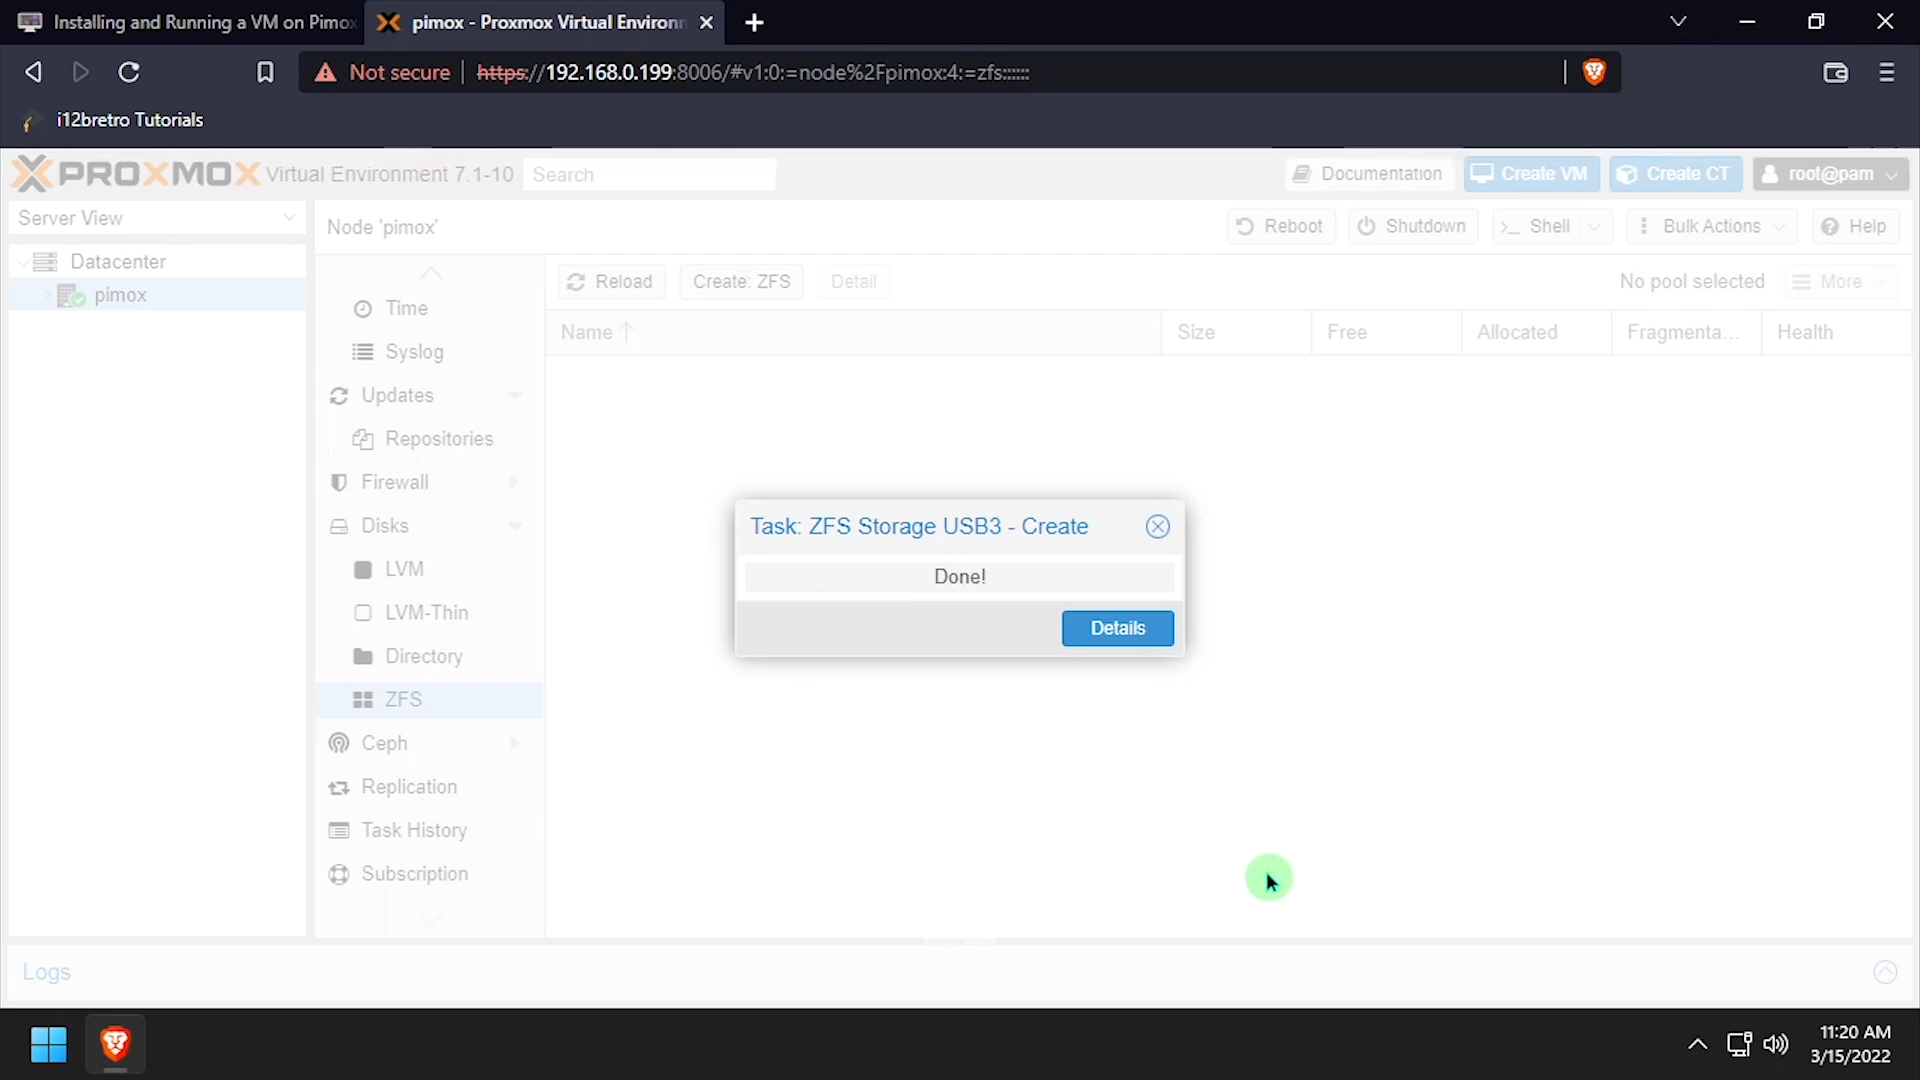 Installing and Running a VM on Pimox
pimox - Proxmox Virtual Environm
Not secure
https://192.168.0.199:8006/#v1:0:=node%2Fpimox:4:=zfs::::::
i12bretro Tutorials
PROXMOX Virtual Environment 7.1-10
Search
Documentation
Create VM
Create CT
root@pam
Server View
Node 'pimox'
Reboot
Shutdown
>_ Shell
Bulk Actions
Help
Datacenter
pimox
Reload
Create: ZFS
Detail
No pool selected
More
Name
Size
Free
Allocated
Fragmenta...
Health
Time
Syslog
Updates
Repositories
Firewall
Disks
LVM
LVM-Thin
Directory
ZFS
Ceph
Replication
Task History
Subscription
Task: ZFS Storage USB3 - Create
Done!
Details
Logs
11:20 AM
3/15/2022